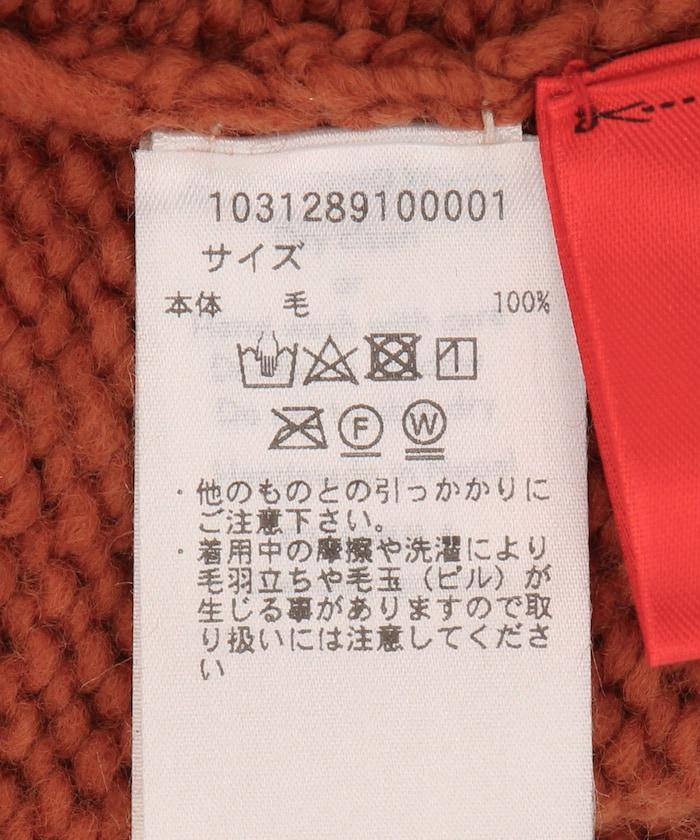 1031289100001
サイズ
本体 毛 100%
F W
・他のものとの引っかかりに
ご注意下さい。
・着用中の摩擦や洗濯により
毛羽立ちや毛玉（ピル）が
生じる事がありますので取
り扱いには注意してくださ
い